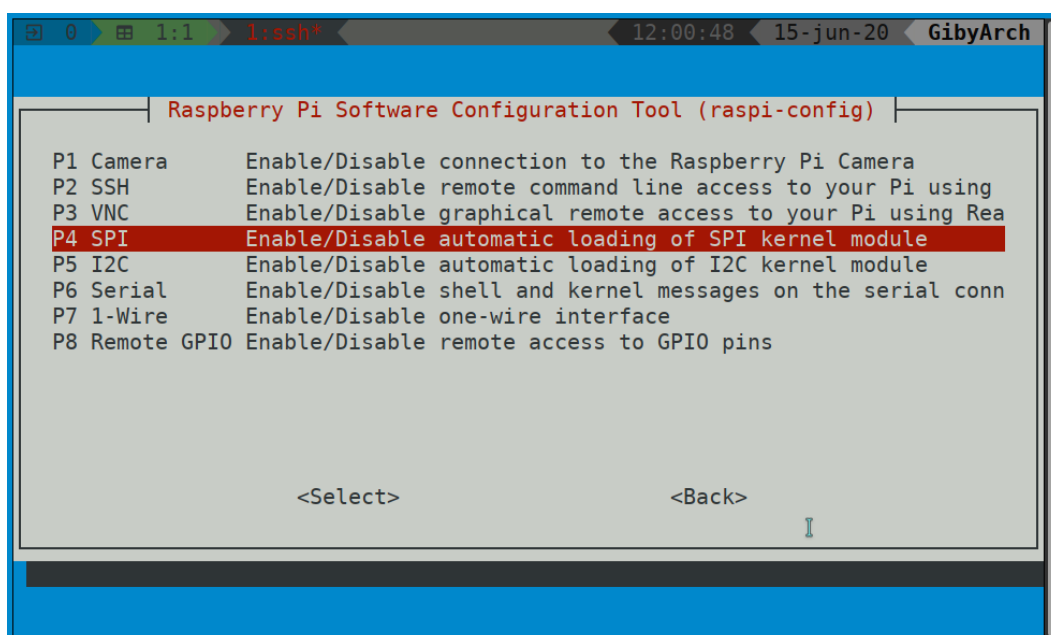 0 1:1 1:ssh* 12:00:48 15-jun-20 GibyArch
Raspberry Pi Software Configuration Tool (raspi-config)
P1 Camera Enable/Disable connection to the Raspberry Pi Camera
P2 SSH Enable/Disable remote command line access to your Pi using
P3 VNC Enable/Disable graphical remote access to your Pi using Rea
P4 SPI Enable/Disable automatic loading of SPI kernel module
P5 I2C Enable/Disable automatic loading of I2C kernel module
P6 Serial Enable/Disable shell and kernel messages on the serial conn
P7 1-Wire Enable/Disable one-wire interface
P8 Remote GPIO Enable/Disable remote access to GPIO pins
<Select> <Back>